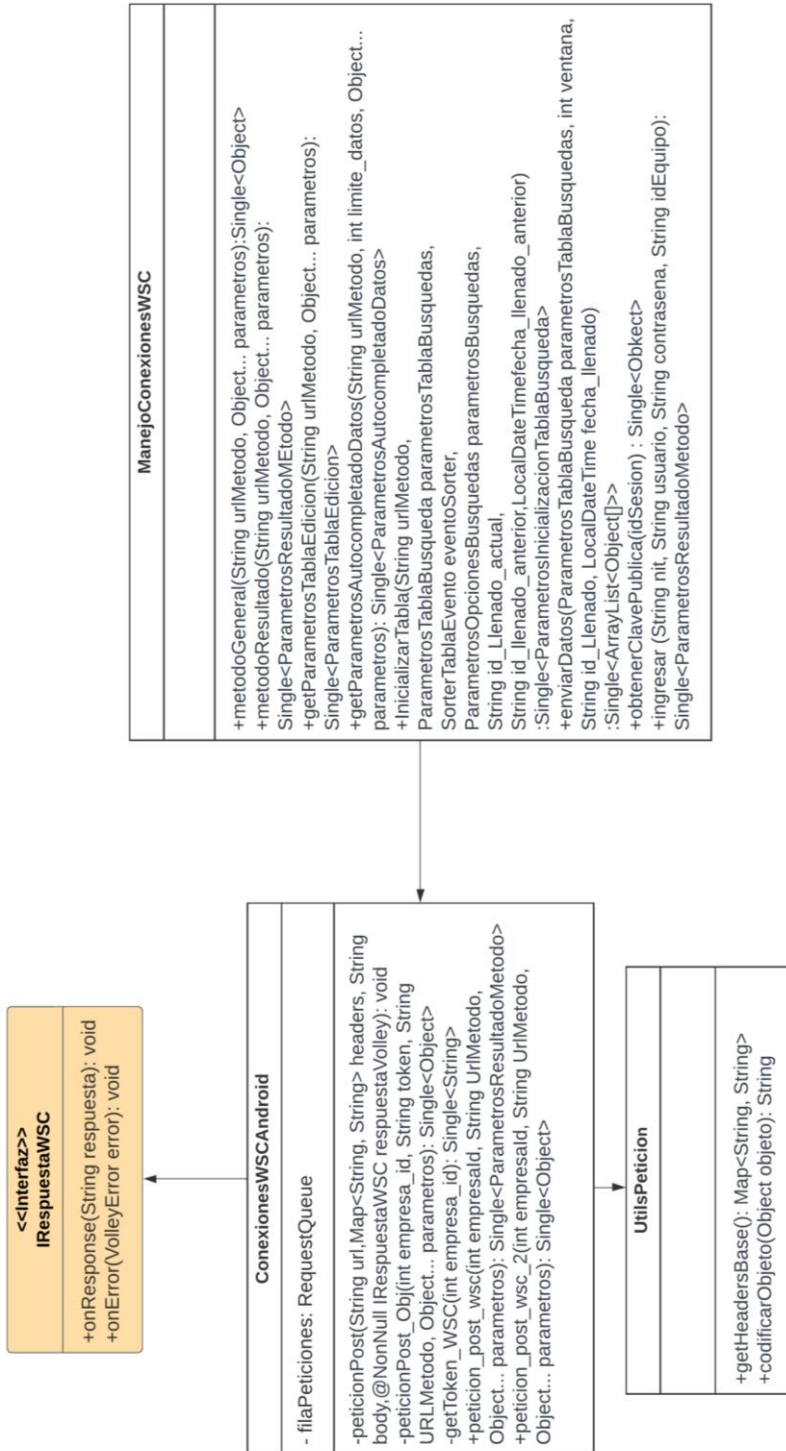 <<Interfaz>>
IRespuestaWSC
+onResponse(String respuesta): void
+onError(VolleyError error): void
ConexionesWSCAndroid
- filaPeticiones: RequestQueue
-peticionPost(String url,Map<String, String> headers, String
body,@NonNull IRespuestaWSC respuestaVolley): void
-peticionPost_Obj(int empresa_id, String token, String
URLMetodo, Object... parametros): Single<Object>
-getToken_WSC(int empresa_id): Single<String>
+peticion_post_wsc(int empresaId, String UrlMetodo,
Object... parametros): Single<ParametrosResultadoMetodo>
+peticion_post_wsc_2(int empresaId, String UrlMetodo,
Object... parametros): Single<Object>
UtilsPeticion
+getHeadersBase(): Map<String, String>
+codificarObjeto(Object objeto): String
ManejoConexionesWSC
+metodoGeneral(String urlMetodo, Object... parametros):Single<Object>
+metodoResultado(String urlMetodo, Object... parametros):
Single<ParametrosResultadoMEtodo>
+getParametrosTablaEdicion(String urlMetodo, Object... parametros):
Single<ParametrosTablaEdicion>
+getParametrosAutocompletadoDatos(String urlMetodo, int limite_datos, Object...
parametros): Single<ParametrosAutocompletadoDatos>
+InicializarTabla(String urlMetodo,
ParametrosTablaBusqueda parametrosTablaBusquedas,
SorterTablaEvento eventoSorter,
ParametrosOpcionesBusquedas parametrosBusquedas,
String id_Llenado_actual,
String id_llenado_anterior,LocalDateTimefecha_llenado_anterior)
:Single<ParametrosInicializacionTablaBusqueda>
+enviarDatos(ParametrosTablaBusqueda parametrosTablaBusquedas, int ventana,
String id_Llenado, LocalDateTime fecha_llenado)
:Single<ArrayList<Object[]>>
+obtenerClavePublica(idSesion) : Single<Obkect>
+ingresar (String nit, String usuario, String contrasena, String idEquipo):
Single<ParametrosResultadoMetodo>